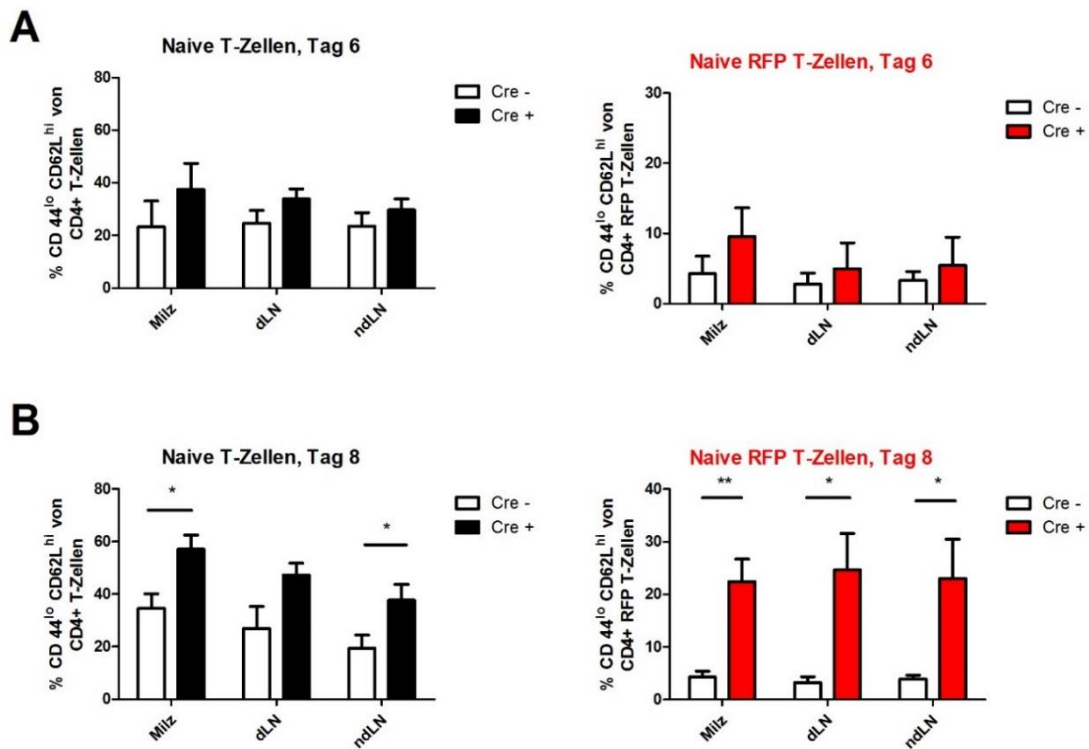 A
Naive T-Zellen, Tag 6
% CD 44lo CD62Lhi von
CD4+ T-Zellen
80
60
40
20
0
Milz
dLN
ndLN
Cre -
Cre +
Naive RFP T-Zellen, Tag 6
% CD 44lo CD62Lhi von
CD4+ RFP T-Zellen
30
20
10
0
Milz
dLN
ndLN
Cre -
Cre +
B
Naive T-Zellen, Tag 8
% CD 44lo CD62Lhi von
CD4+ T-Zellen
80
60
40
20
0
*
*
Milz
dLN
ndLN
Cre -
Cre +
Naive RFP T-Zellen, Tag 8
% CD 44lo CD62Lhi von
CD4+ RFP T-Zellen
40
30
20
10
0
**
*
*
Milz
dLN
ndLN
Cre -
Cre +